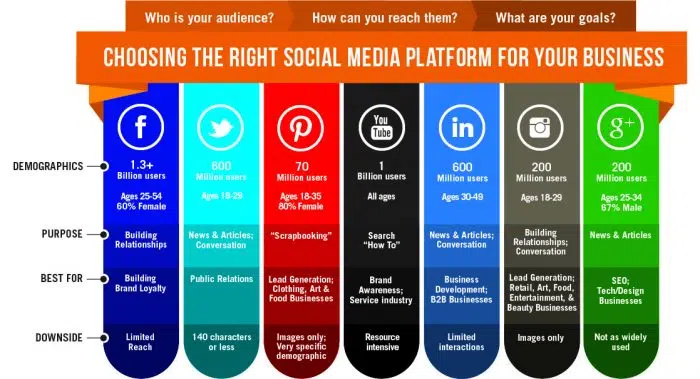 Who is your audience?
How can you reach them?
What are your goals?
CHOOSING THE RIGHT SOCIAL MEDIA PLATFORM FOR YOUR BUSINESS
f
You
Tube
in
g+
DEMOGRAPHICS
1.3+
Billion users
Ages 25-54
60% Female
600
Million users
Ages 18-29
70
Million users
Ages 18-35
80% Female
1
Billion users
All ages
600
Million users
Ages 30-49
200
Million users
Ages 18-29
200
Million users
Ages 25-34
67% Male
PURPOSE
Building
Relationships
News & Articles;
Conversation
"Scrapbooking"
Search
"How To"
News & Articles;
Conversation
Building
Relationships;
Conversation
News & Articles
BEST FOR
Building
Brand Loyalty
Public Relations
Lead Generation;
Clothing, Art &
Food Businesses
Brand
Awareness;
Service industry
Business
Development;
B2B Businesses
Lead Generation;
Retail, Art, Food,
Entertainment, &
Beauty Businesses
SEO;
Tech/Design
Businesses
DOWNSIDE
Limited
Reach
140 characters
or less
Images only;
Very specific
demographic
Resource
intensive
Limited
interactions
Images only
Not as widely
used